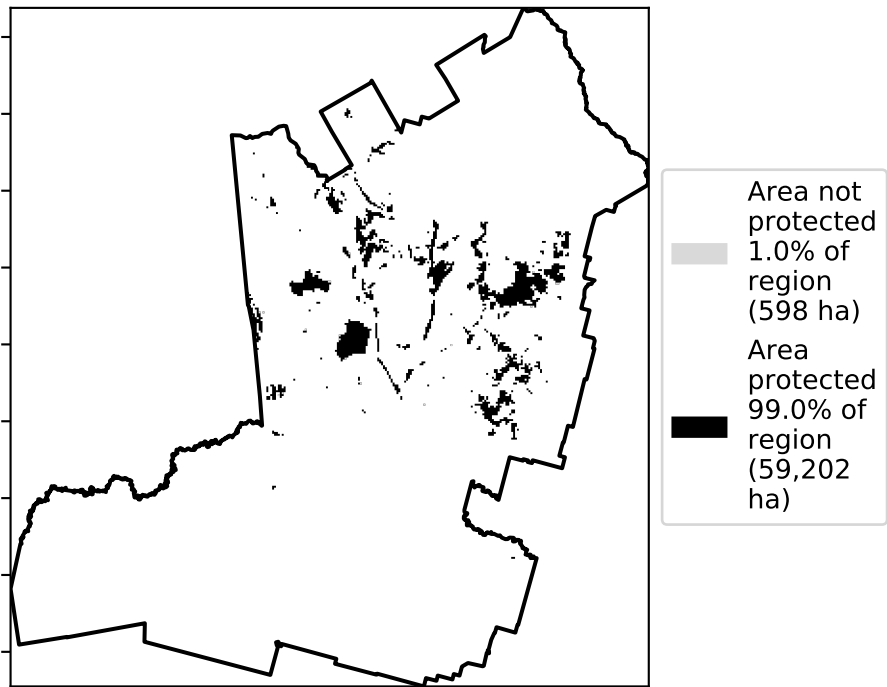 Area not
protected
1.0% of
region
(598 ha)
Area
protected
99.0% of
region
(59,202
ha)